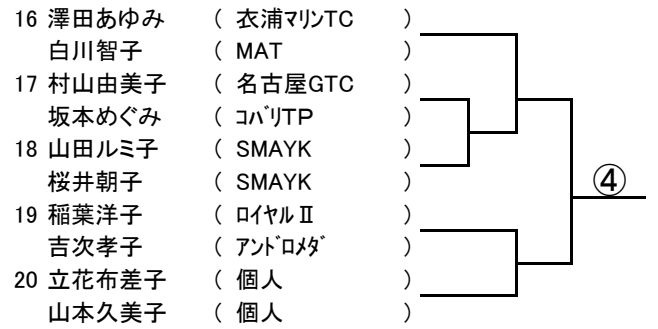 16 澤田あゆみ ( 衣浦マリンTC )
白川智子 ( MAT )
17 村山由美子 ( 名古屋GTC )
坂本めぐみ ( コバリTP )
18 山田ルミ子 ( SMAYK )
桜井朝子 ( SMAYK )
④
19 稲葉洋子 ( ロイヤルⅡ )
吉次孝子 ( アンドロメダ )
20 立花布差子 ( 個人 )
山本久美子 ( 個人 )